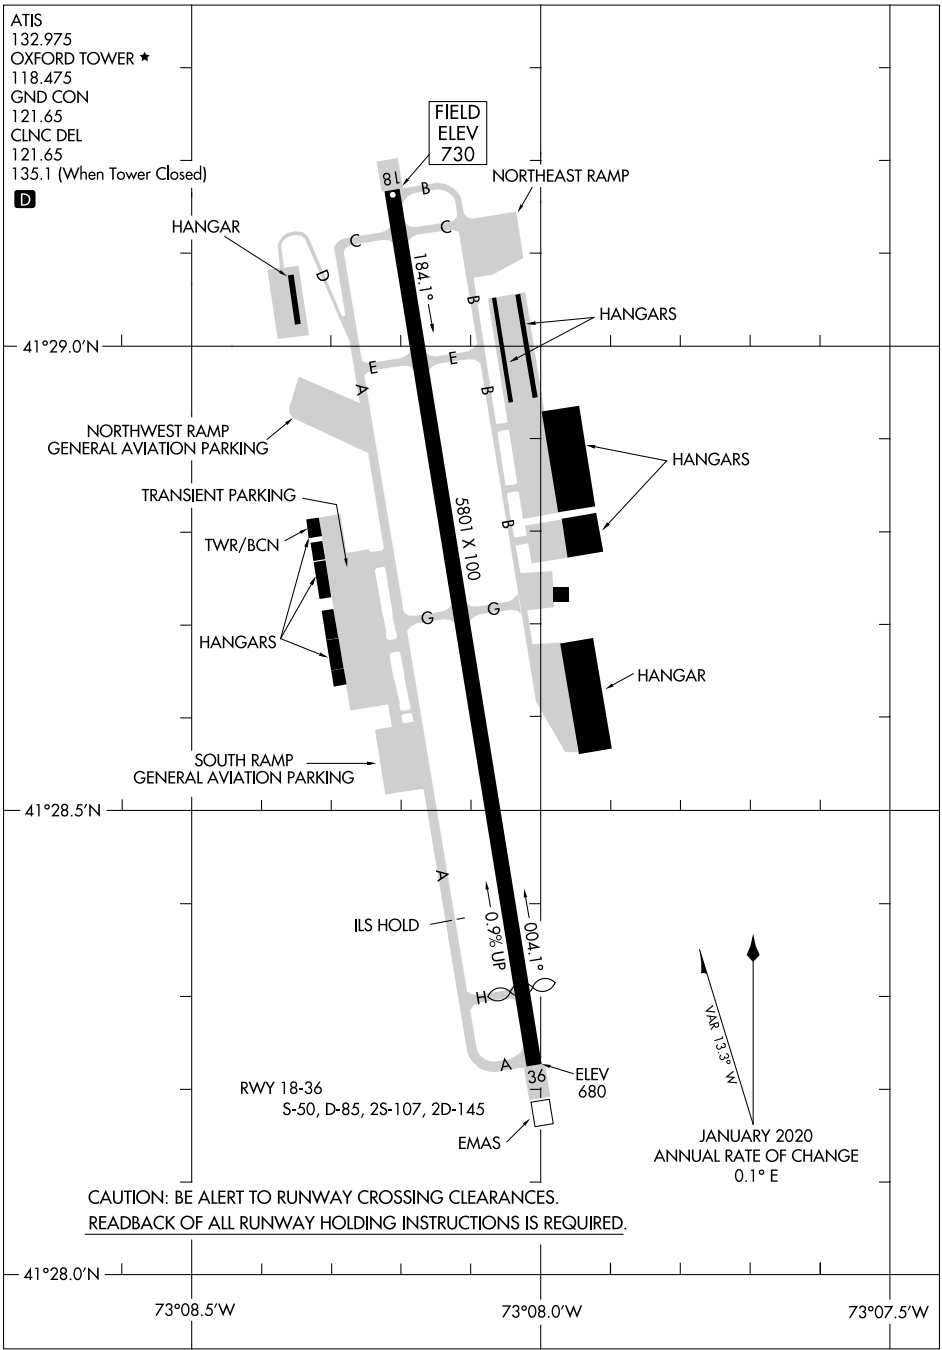 ATIS
132.975
OXFORD TOWER ★
118.475
GND CON
121.65
CLNC DEL
121.65
135.1 (When Tower Closed)
D
FIELD
ELEV
730
18
B
NORTHEAST RAMP
HANGAR
C
C
D
184.1°
B
HANGARS
41°29.0'N
E
E
A
B
NORTHWEST RAMP
GENERAL AVIATION PARKING
HANGARS
TRANSIENT PARKING
5801 X 100
B
TWR/BCN
G
G
HANGARS
HANGAR
SOUTH RAMP
GENERAL AVIATION PARKING
41°28.5'N
A
ILS HOLD
0.9% UP
004.1°
H
VAR 13.3° W
A
36
ELEV
680
RWY 18-36
S-50, D-85, 2S-107, 2D-145
EMAS
JANUARY 2020
ANNUAL RATE OF CHANGE
0.1° E
CAUTION: BE ALERT TO RUNWAY CROSSING CLEARANCES.
READBACK OF ALL RUNWAY HOLDING INSTRUCTIONS IS REQUIRED.
41°28.0'N
73°08.5'W
73°08.0'W
73°07.5'W